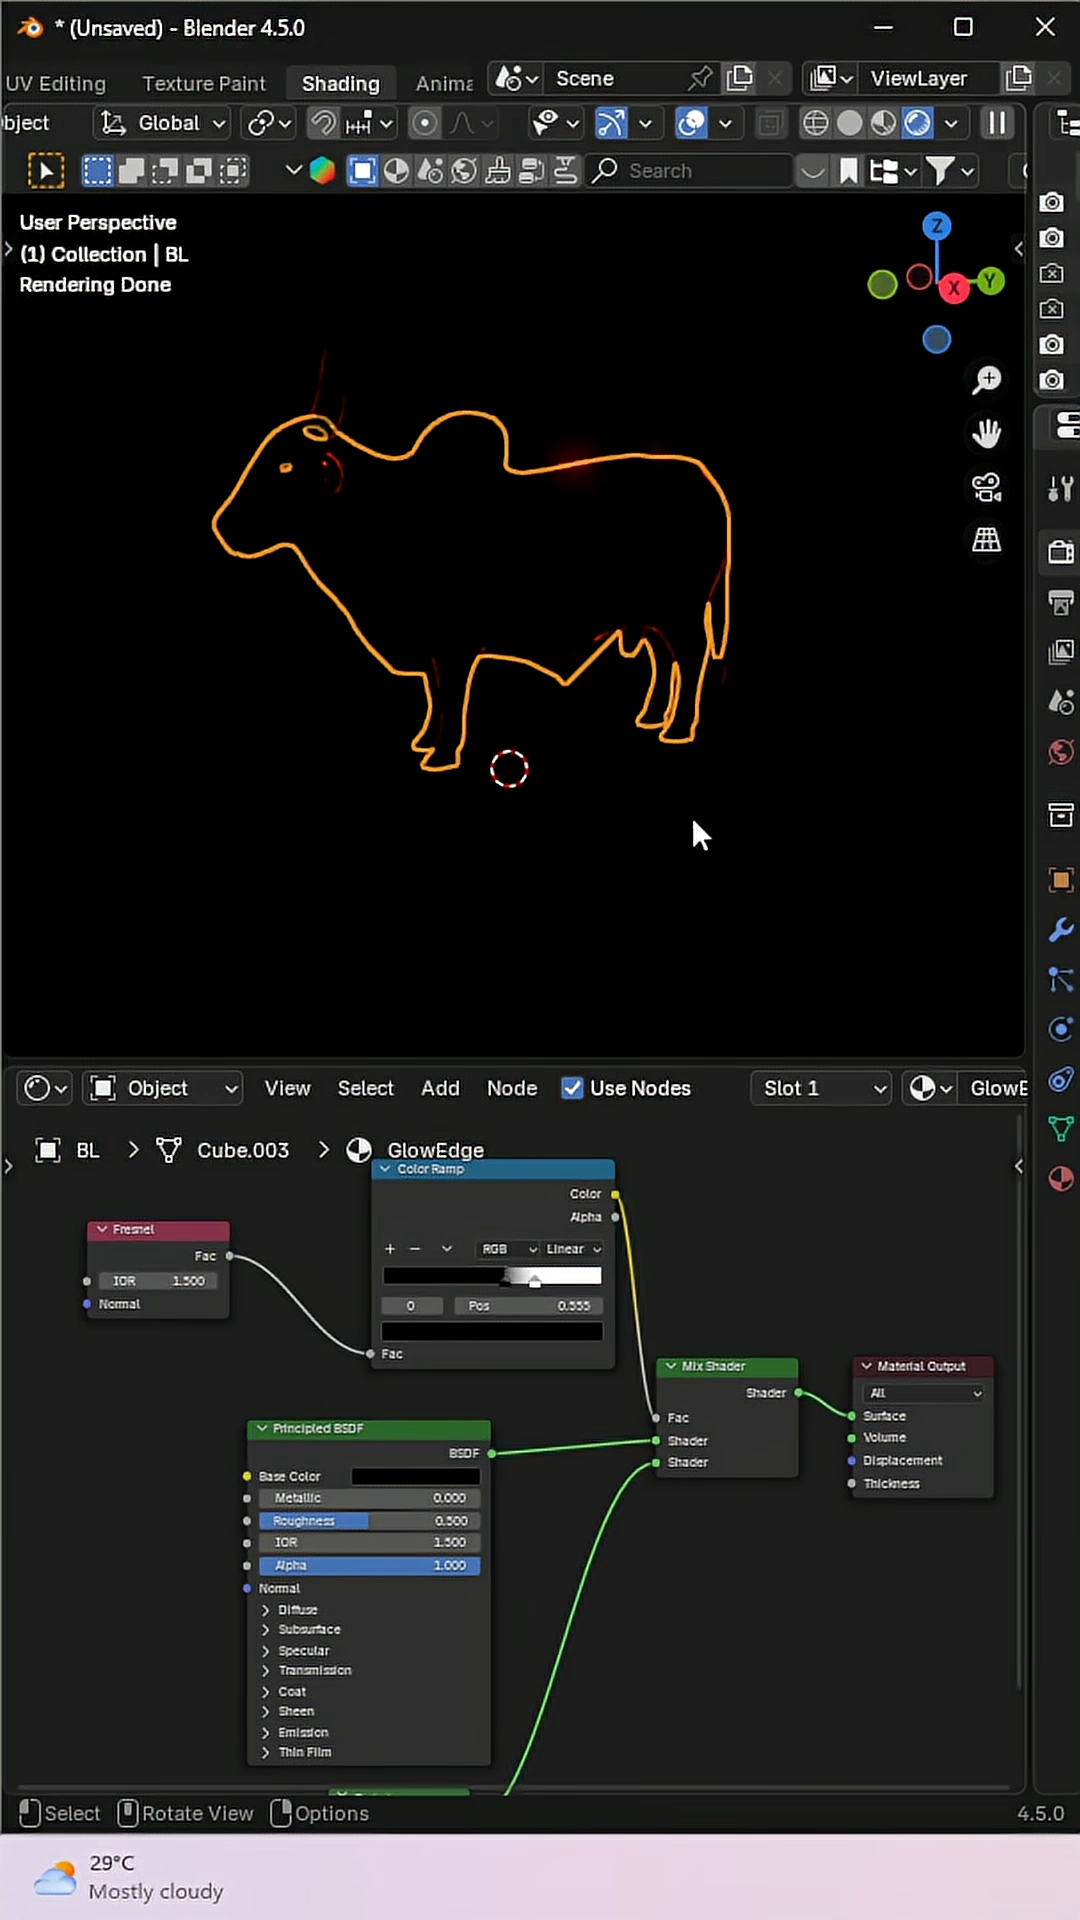 * (Unsaved) - Blender 4.5.0
UV Editing Texture Paint Shading Anima Scene ViewLayer
bject Global
Search
User Perspective
(1) Collection | BL
Rendering Done
Z
X Y
Object View Select Add Node Use Nodes Slot 1 GlowE
BL > Cube.003 > GlowEdge
Color Ramp
Color
Alpha
RGB Linear
0 Pos 0.555
Fac
Fresnel
Fac
IOR 1.500
Normal
Mix Shader
Shader
Fac
Shader
Shader
Material Output
All
Surface
Volume
Displacement
Thickness
Principled BSDF
BSDF
Base Color
Metallic 0.000
Roughness 0.500
IOR 1.500
Alpha 1.000
Normal
Diffuse
Subsurface
Specular
Transmission
Coat
Sheen
Emission
Thin Film
Select Rotate View Options 4.5.0
29°C
Mostly cloudy